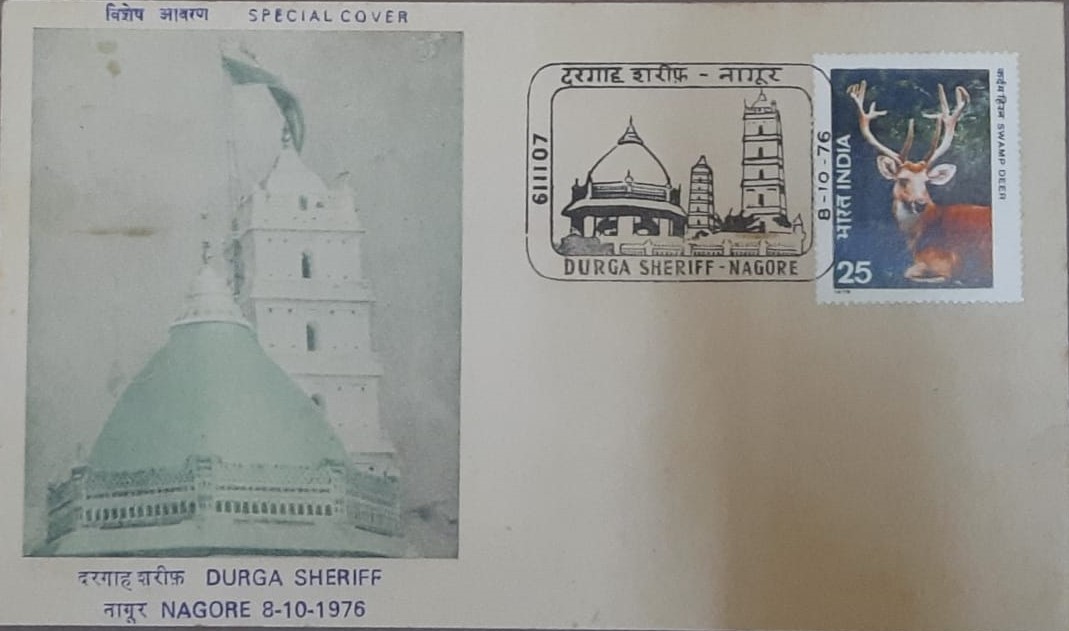 विशेष आवरण SPECIAL COVER
दरगाह शरीफ़ - नागूर
611107
8-10-76
DURGA SHERIFF - NAGORE
भारत INDIA
25
SWAMP DEER
दरगाह शरीफ़ DURGA SHERIFF
नागूर NAGORE 8-10-1976